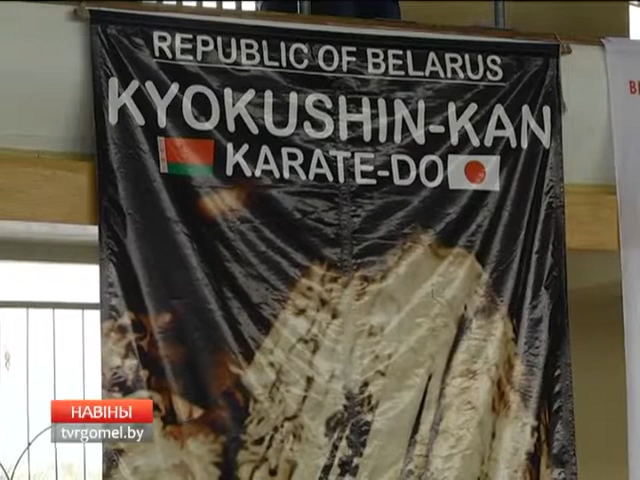 REPUBLIC OF BELARUS
KYOKUSHIN-KAN
KARATE-DO
НАВІНЫ
tvrgomel.by